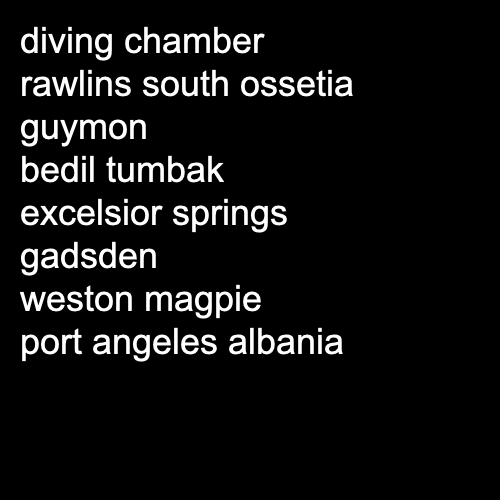 diving chamber
rawlins south ossetia
guymon
bedil tumbak
excelsior springs
gadsden
weston magpie
port angeles albania